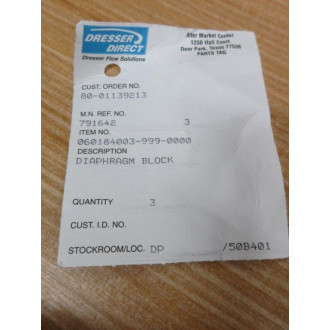 DRESSER
DIRECT
Dresser Flow Solutions
After Market Center
1250 Hall Court
Deer Park, Texas 77536
PARTS TAG
CUST. ORDER NO.
80-01139213
M.N. REF. NO.
791642 3
ITEM NO.
060184003-999-0000
DESCRIPTION
DIAPHRAGM BLOCK
QUANTITY 3
CUST. I.D. NO.
STOCKROOM/LOC. DP /50B401